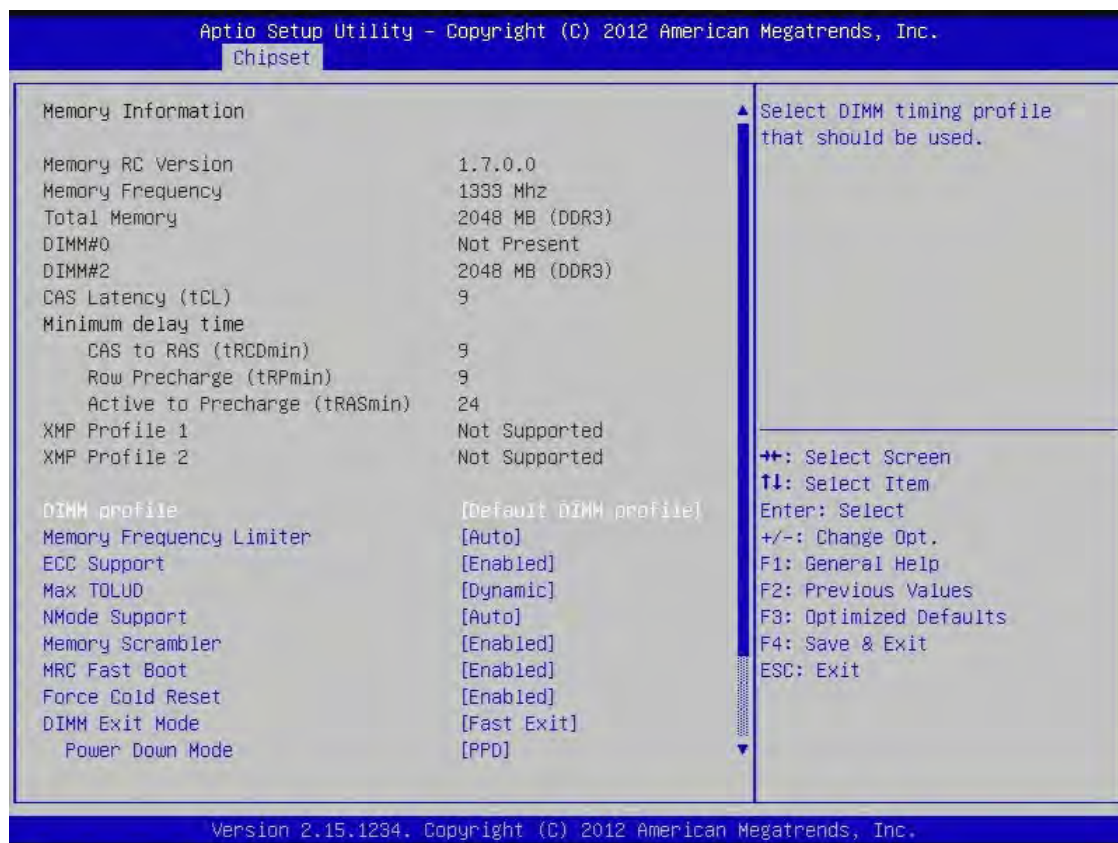 Aptio Setup Utility – Copyright (C) 2012 American Megatrends, Inc.
Chipset
Memory Information
Memory RC Version 1.7.0.0
Memory Frequency 1333 Mhz
Total Memory 2048 MB (DDR3)
DIMM#0 Not Present
DIMM#2 2048 MB (DDR3)
CAS Latency (tCL) 9
Minimum delay time
CAS to RAS (tRCDmin) 9
Row Precharge (tRPmin) 9
Active to Precharge (tRASmin) 24
XMP Profile 1 Not Supported
XMP Profile 2 Not Supported
DIMM profile [Default DIMM profile]
Memory Frequency Limiter [Auto]
ECC Support [Enabled]
Max TOLUD [Dynamic]
NMode Support [Auto]
Memory Scrambler [Enabled]
MRC Fast Boot [Enabled]
Force Cold Reset [Enabled]
DIMM Exit Mode [Fast Exit]
Power Down Mode [PPD]
Select DIMM timing profile
that should be used.
→←: Select Screen
↑↓: Select Item
Enter: Select
+/-: Change Opt.
F1: General Help
F2: Previous Values
F3: Optimized Defaults
F4: Save & Exit
ESC: Exit
Version 2.15.1234. Copyright (C) 2012 American Megatrends, Inc.